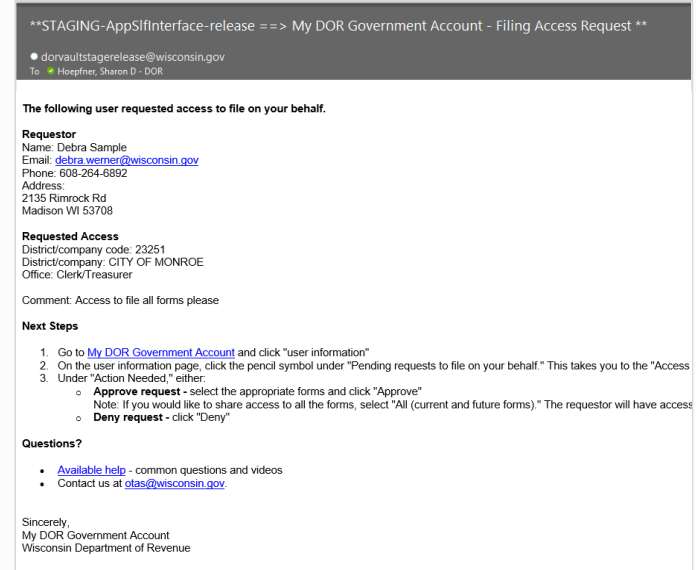 **STAGING-AppSlfInterface-release ==> My DOR Government Account - Filing Access Request **
dorvaultstagerelease@wisconsin.gov
To Hoepfner, Sharon D - DOR
The following user requested access to file on your behalf.
Requestor
Name: Debra Sample
Email: debra.werner@wisconsin.gov
Phone: 608-264-6892
Address:
2135 Rimrock Rd
Madison WI 53708
Requested Access
District/company code: 23251
District/company: CITY OF MONROE
Office: Clerk/Treasurer
Comment: Access to file all forms please
Next Steps
1. Go to My DOR Government Account and click "user information"
2. On the user information page, click the pencil symbol under "Pending requests to file on your behalf." This takes you to the "Access
3. Under "Action Needed," either:
o Approve request - select the appropriate forms and click "Approve"
Note: If you would like to share access to all the forms, select "All (current and future forms)." The requestor will have access
o Deny request - click "Deny"
Questions?
• Available help - common questions and videos
• Contact us at otas@wisconsin.gov.
Sincerely,
My DOR Government Account
Wisconsin Department of Revenue